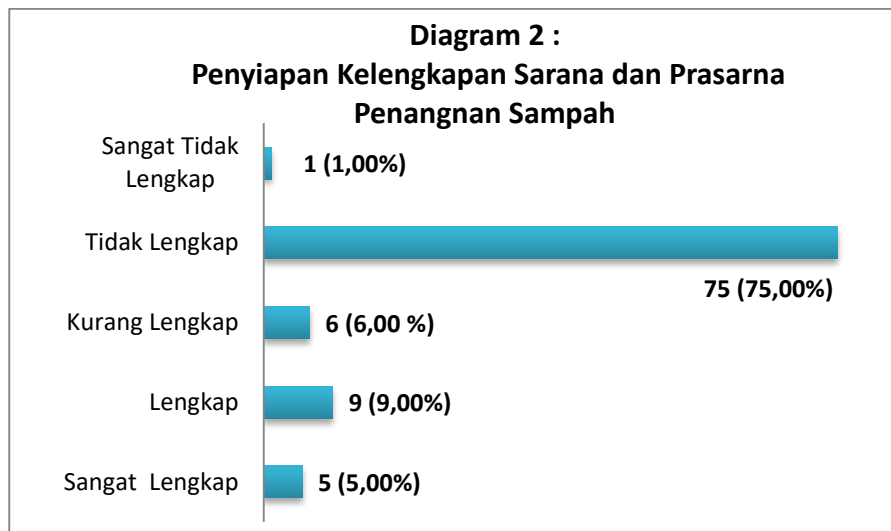 Diagram 2 :
Penyiapan Kelengkapan Sarana dan Prasarna
Penangnan Sampah
Sangat Tidak
Lengkap
1 (1,00%)
Tidak Lengkap
75 (75,00%)
Kurang Lengkap
6 (6,00 %)
Lengkap
9 (9,00%)
Sangat  Lengkap
5 (5,00%)